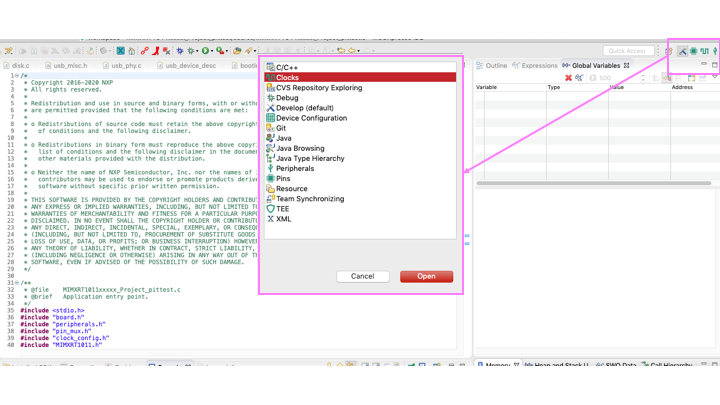 Quick Access
disk.c
usb_misc.h
usb_phy.c
usb_device_desc
Outline
Expressions
Global Variables
500
Variable
Type
Value
Address
1 /*
2 * Copyright 2016-2020 NXP
3 * All rights reserved.
4 *
5 * Redistribution and use in source and binary forms, with or witho
6 * are permitted provided that the following conditions are met:
7 *
8 * o Redistributions of source code must retain the above copyrigh
9 * of conditions and the following disclaimer.
10 *
11 * o Redistributions in binary form must reproduce the above copyr
12 * list of conditions and the following disclaimer in the docume
13 * other materials provided with the distribution.
14 *
15 * o Neither the name of NXP Semiconductor, Inc. nor the names of
16 * contributors may be used to endorse or promote products deriv
17 * software without specific prior written permission.
18 *
19 * THIS SOFTWARE IS PROVIDED BY THE COPYRIGHT HOLDERS AND CONTRIBUT
20 * ANY EXPRESS OR IMPLIED WARRANTIES, INCLUDING, BUT NOT LIMITED T
21 * WARRANTIES OF MERCHANTABILITY AND FITNESS FOR A PARTICULAR PURPO
22 * DISCLAIMED. IN NO EVENT SHALL THE COPYRIGHT HOLDER OR CONTRIBUTO
23 * ANY DIRECT, INDIRECT, INCIDENTAL, SPECIAL, EXEMPLARY, OR CONSEQU
24 * (INCLUDING, BUT NOT LIMITED TO, PROCUREMENT OF SUBSTITUTE GOODS
25 * LOSS OF USE, DATA, OR PROFITS; OR BUSINESS INTERRUPTION) HOWEVE
26 * ANY THEORY OF LIABILITY, WHETHER IN CONTRACT, STRICT LIABILITY,
27 * (INCLUDING NEGLIGENCE OR OTHERWISE) ARISING IN ANY WAY OUT OF T
28 * SOFTWARE, EVEN IF ADVISED OF THE POSSIBILITY OF SUCH DAMAGE.
29 */
30
31 /**
32 * @file MIMXRT1011xxxxx_Project_pittest.c
33 * @brief Application entry point.
34 */
35 #include <stdio.h>
36 #include "board.h"
37 #include "peripherals.h"
38 #include "pin_mux.h"
39 #include "clock_config.h"
40 #include "MIMXRT1011.h"
C/C++
Clocks
CVS Repository Exploring
Debug
Develop (default)
Device Configuration
Git
Java
Java Browsing
Java Type Hierarchy
Peripherals
Pins
Resource
Team Synchronizing
TEE
XML
Cancel
Open
Memory
Heap and Stack U
SWO Data
Call Hierarchy